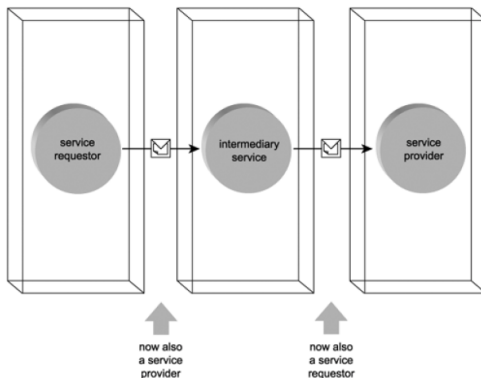 service
requestor
intermediary
service
service
provider
now also
a service
provider
now also
a service
requestor